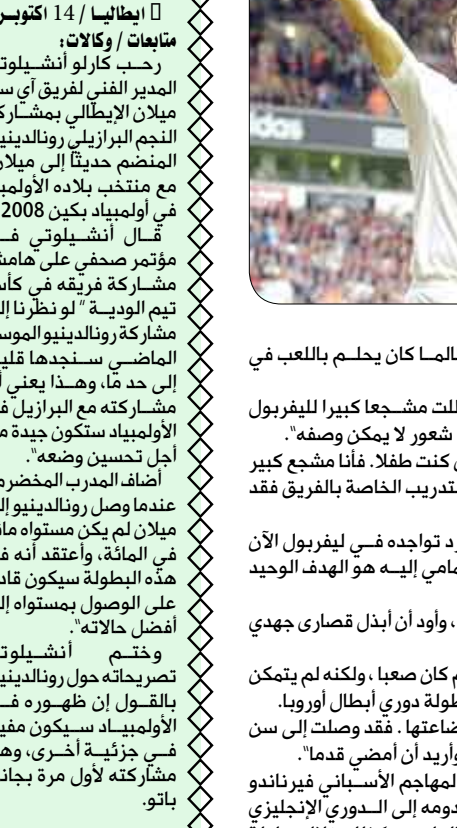 ايطاليا / 14 اكتوبر
متابعات / وكالات:
رحب كارلو أنشيلوتي
المدير الفني لفريق آي سي
ميلان الإيطالي بمشاركة
النجم البرازيلي رونالدينيو
المنضم حديثاً إلى ميلان
مع منتخب بلاده الأولمبي
في أولمبياد بكين 2008
قال أنشيلوتي في
مؤتمر صحفي على هامش
مشاركة فريقه في كأس
تيم الودية "لو نظرنا إلى
مشاركة رونالدينيو الموسم
الماضي سنجدها قليلة
إلى حد ما، وهذا يعني أن
مشاركته مع البرازيل في
الأولمبياد ستكون جيدة من
أجل تحسين وضعه".
أضاف المدرب المخضرم
عندما وصل رونالدينيو إلى
ميلان لم يكن مستواه مائة
في المائة، وأعتقد أنه في
هذه البطولة سيكون قادرا
على الوصول بمستواه إلى
أفضل حالاته".
وختم أنشيلوتي
تصريحاته حول رونالدينيو
بالقول إن ظهوره في
الأولمبياد سيكون مفيدا
في جزئية أخرى، وهي
مشاركته لأول مرة بجانب
باتو.
adidas
لما كان يحلم باللعب في
ظللت مشجعا كبيرا لليفربول
شعور لا يمكن وصفه".
كنت طفلا. فأنا مشجع كبير
التدريب الخاصة بالفريق فقد
تواجده في ليفربول الآن
إليه هو الهدف الوحيد
، وأود أن أبذل قصارى جهدي
كان صعبا، ولكنه لم يتمكن
بطولة دوري أبطال أوروبا.
فقد وصلت إلى سن
وأريد أن أمضي قدما".
المهاجم الأسباني فيرناندو
قدومه إلى الدوري الإنجليزي